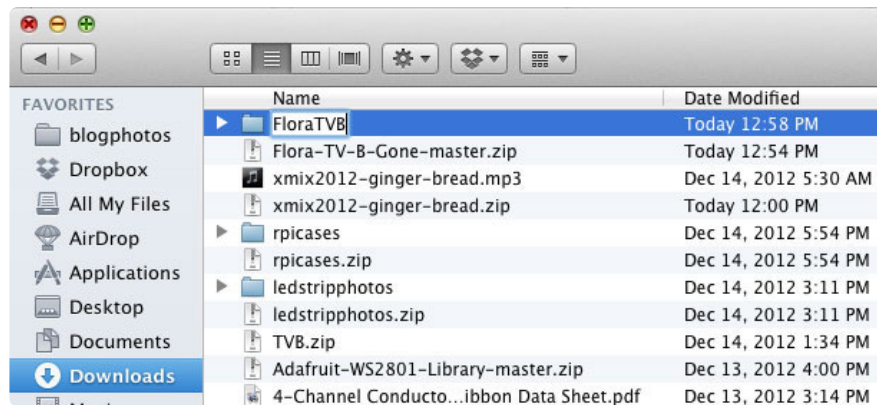 FAVORITES
blogphotos
Dropbox
All My Files
AirDrop
Applications
Desktop
Documents
Downloads
Name Date Modified
FloraTVB Today 12:58 PM
Flora-TV-B-Gone-master.zip Today 12:54 PM
xmix2012-ginger-bread.mp3 Dec 14, 2012 5:30 AM
xmix2012-ginger-bread.zip Today 12:00 PM
rpicases Dec 14, 2012 5:54 PM
rpicases.zip Dec 14, 2012 5:54 PM
ledstripphotos Dec 14, 2012 3:11 PM
ledstripphotos.zip Dec 14, 2012 3:11 PM
TVB.zip Dec 14, 2012 1:34 PM
Adafruit-WS2801-Library-master.zip Dec 13, 2012 4:00 PM
4-Channel Conducto...ibbon Data Sheet.pdf Dec 13, 2012 3:14 PM